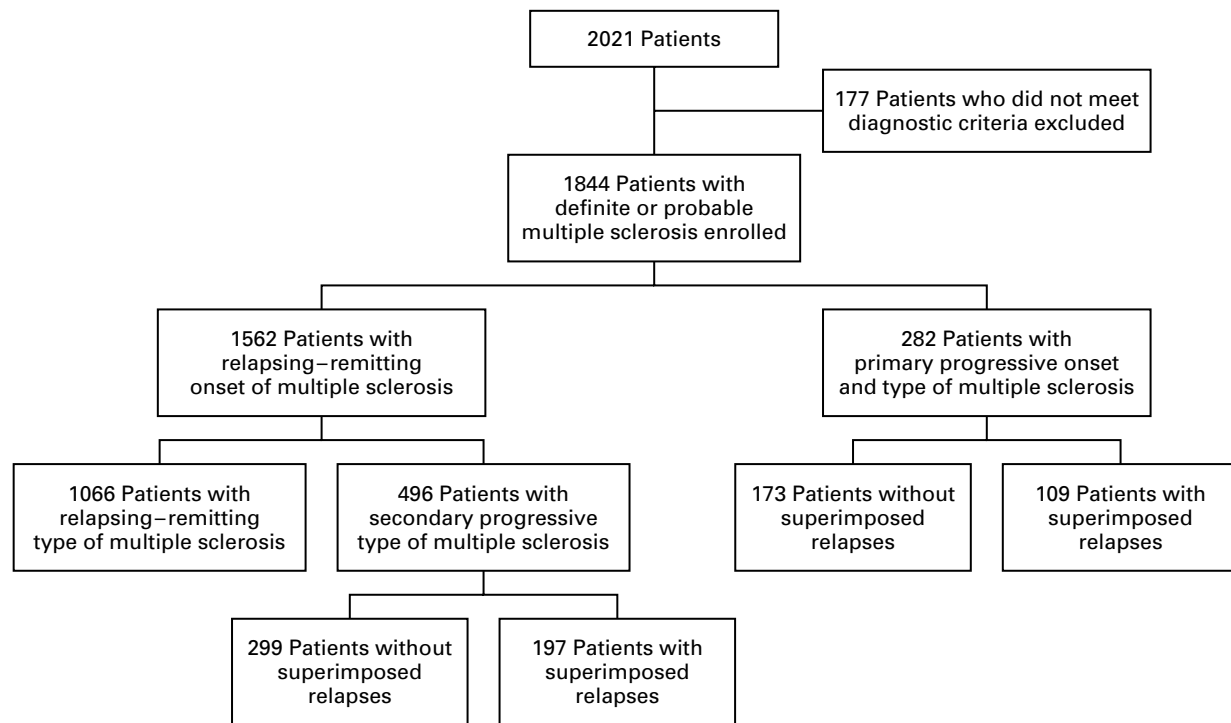 2021 Patients
177 Patients who did not meet
diagnostic criteria excluded
1844 Patients with
definite or probable
multiple sclerosis enrolled
1562 Patients with
relapsing–remitting
onset of multiple sclerosis
282 Patients with
primary progressive onset
and type of multiple sclerosis
1066 Patients with
relapsing–remitting
type of multiple sclerosis
496 Patients with
secondary progressive
type of multiple sclerosis
173 Patients without
superimposed
relapses
109 Patients with
superimposed
relapses
299 Patients without
superimposed
relapses
197 Patients with
superimposed
relapses